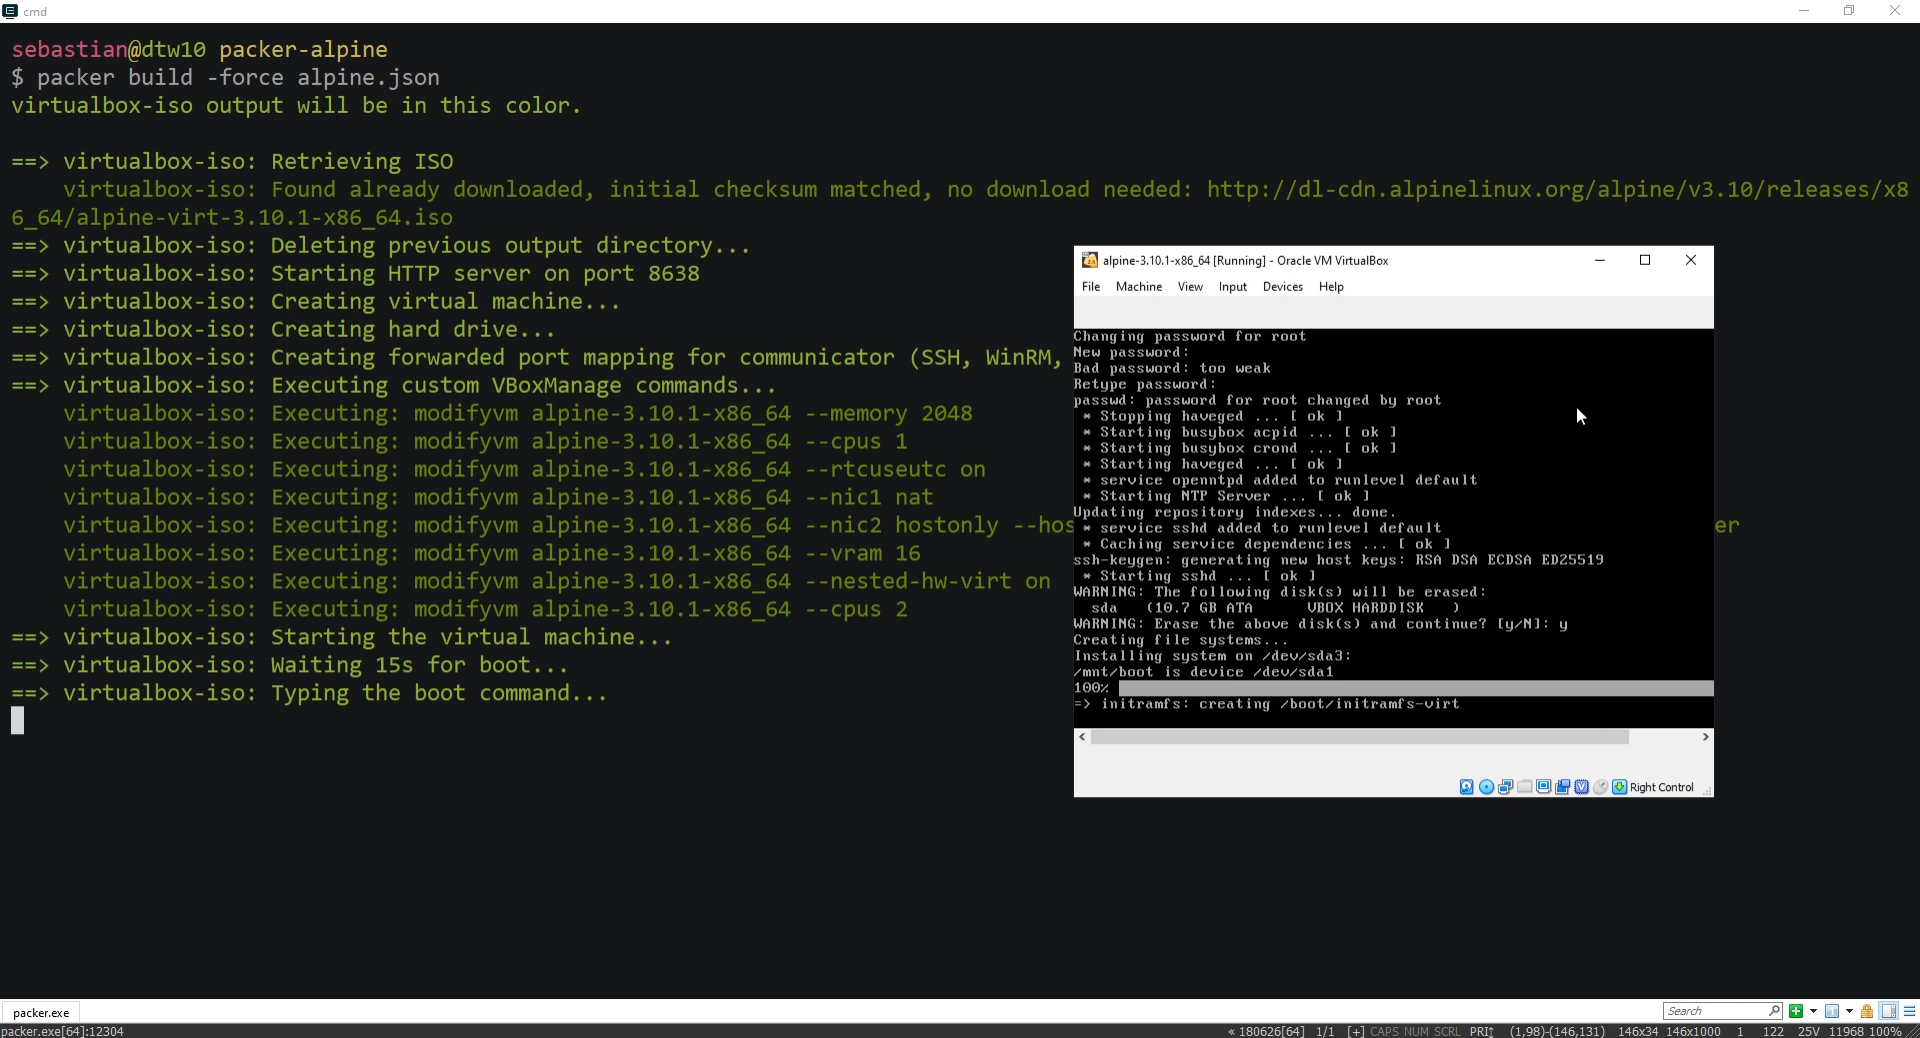 cmd
sebastian@dtw10 packer-alpine
$ packer build -force alpine.json
virtualbox-iso output will be in this color.
==> virtualbox-iso: Retrieving ISO
virtualbox-iso: Found already downloaded, initial checksum matched, no download needed: http://dl-cdn.alpinelinux.org/alpine/v3.10/releases/x8
6_64/alpine-virt-3.10.1-x86_64.iso
==> virtualbox-iso: Deleting previous output directory...
==> virtualbox-iso: Starting HTTP server on port 8638
==> virtualbox-iso: Creating virtual machine...
==> virtualbox-iso: Creating hard drive...
==> virtualbox-iso: Creating forwarded port mapping for communicator (SSH, WinRM,
==> virtualbox-iso: Executing custom VBoxManage commands...
virtualbox-iso: Executing: modifyvm alpine-3.10.1-x86_64 --memory 2048
virtualbox-iso: Executing: modifyvm alpine-3.10.1-x86_64 --cpus 1
virtualbox-iso: Executing: modifyvm alpine-3.10.1-x86_64 --rtcuseutc on
virtualbox-iso: Executing: modifyvm alpine-3.10.1-x86_64 --nic1 nat
virtualbox-iso: Executing: modifyvm alpine-3.10.1-x86_64 --nic2 hostonly --hos er
virtualbox-iso: Executing: modifyvm alpine-3.10.1-x86_64 --vram 16
virtualbox-iso: Executing: modifyvm alpine-3.10.1-x86_64 --nested-hw-virt on
virtualbox-iso: Executing: modifyvm alpine-3.10.1-x86_64 --cpus 2
==> virtualbox-iso: Starting the virtual machine...
==> virtualbox-iso: Waiting 15s for boot...
==> virtualbox-iso: Typing the boot command...
alpine-3.10.1-x86_64 [Running] - Oracle VM VirtualBox
File Machine View Input Devices Help
Changing password for root
New password:
Bad password: too weak
Retype password:
passwd: password for root changed by root
* Stopping haveged ... [ ok ]
* Starting busybox acpid ... [ ok ]
* Starting busybox crond ... [ ok ]
* Starting haveged ... [ ok ]
* service openntpd added to runlevel default
* Starting NTP Server ... [ ok ]
Updating repository indexes... done.
* service sshd added to runlevel default
* Caching service dependencies ... [ ok ]
ssh-keygen: generating new host keys: RSA DSA ECDSA ED25519
* Starting sshd ... [ ok ]
WARNING: The following disk(s) will be erased:
sda (10.7 GB ATA VBOX HARDDISK )
WARNING: Erase the above disk(s) and continue? [y/N]: y
Creating file systems...
Installing system on /dev/sda3:
/mnt/boot is device /dev/sda1
100%
=> initramfs: creating /boot/initramfs-virt
Right Control
packer.exe
Search
packer.exe[64]:12304
« 180626[64] 1/1 [+] CAPS NUM SCRL PRI↕ (1,98)-(146,131) 146x34 146x1000 1 122 25V 11968 100%